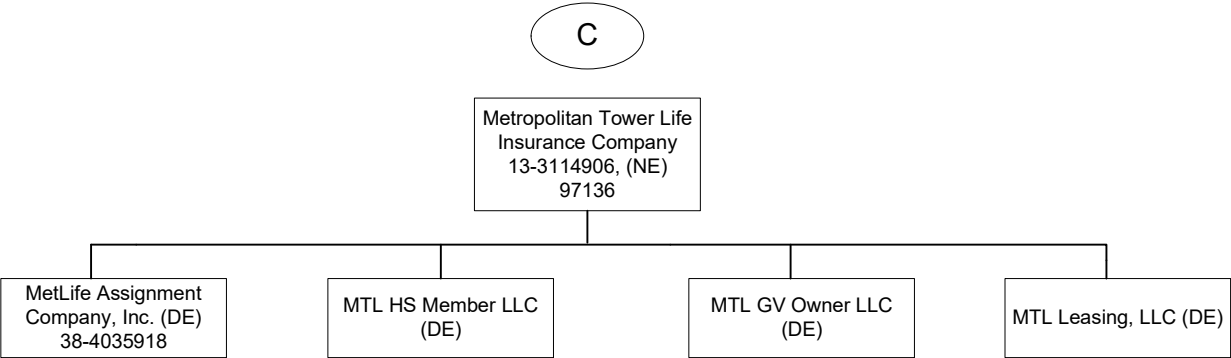 C
Metropolitan Tower Life
Insurance Company
13-3114906, (NE)
97136
MetLife Assignment
Company, Inc. (DE)
38-4035918
MTL HS Member LLC
(DE)
MTL GV Owner LLC
(DE)
MTL Leasing, LLC (DE)